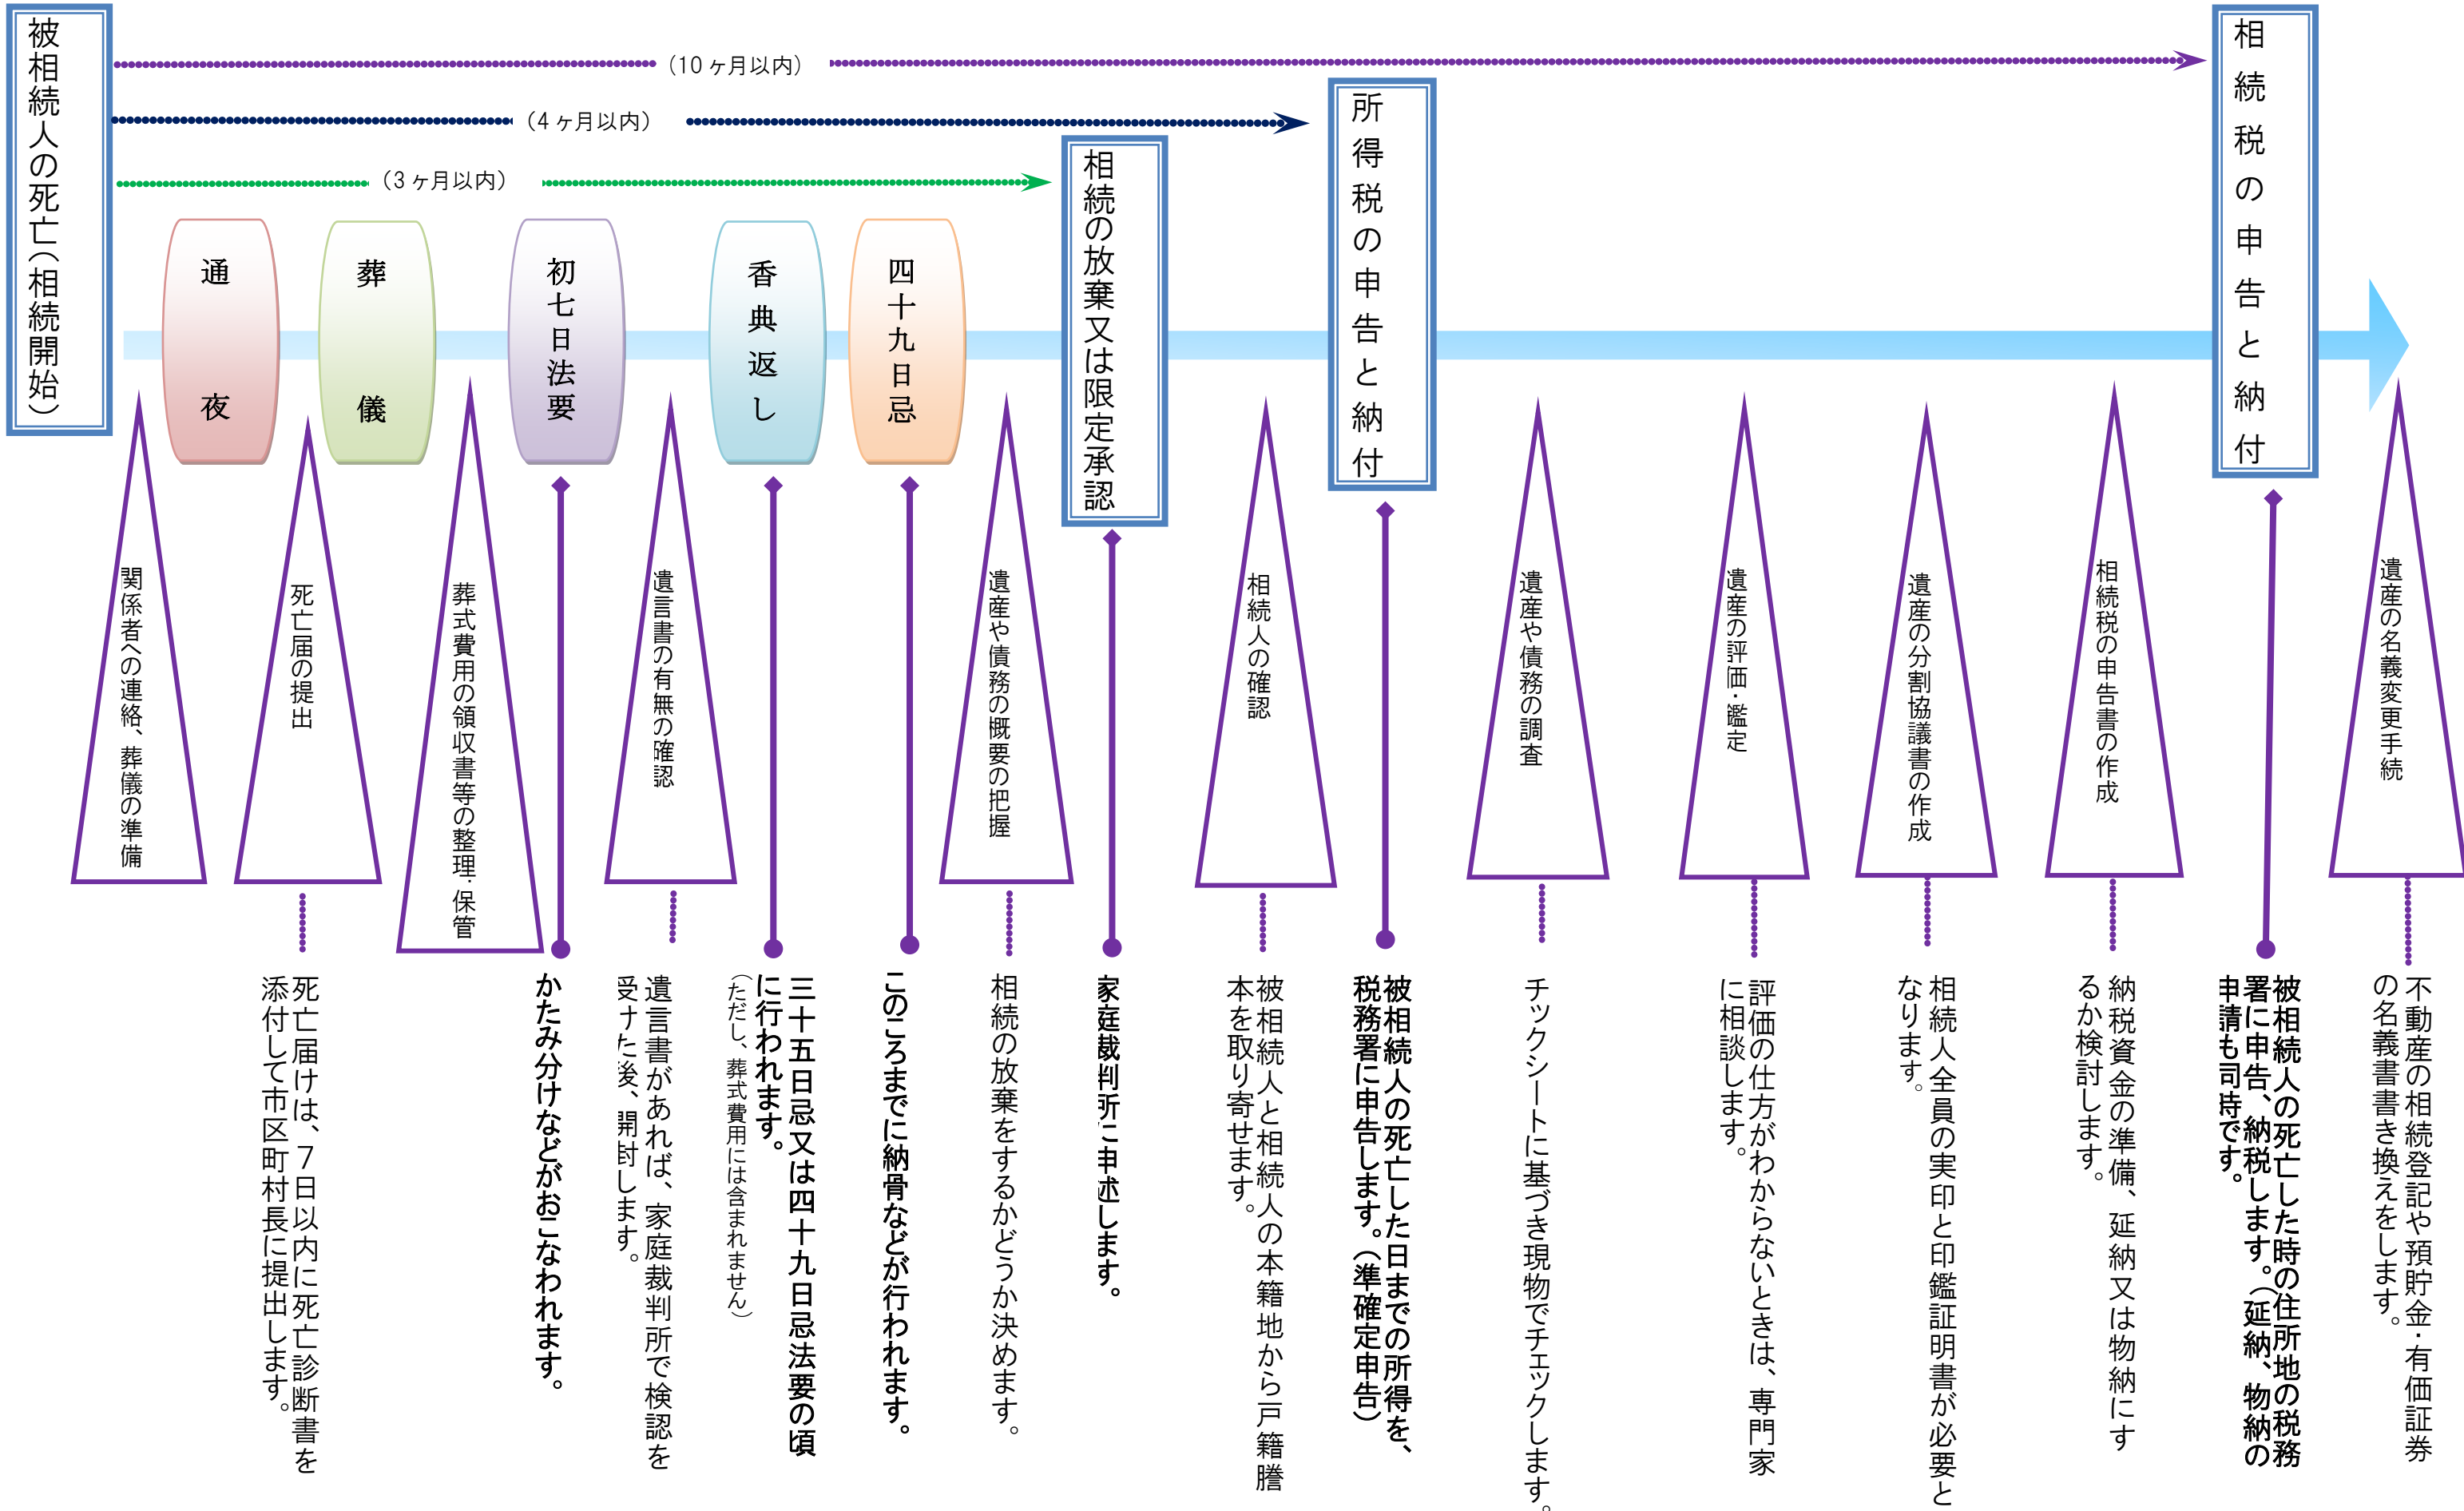 被相続人の死亡（相続開始）
（10ヶ月以内）
（4ヶ月以内）
（3ヶ月以内）
通夜
葬儀
初七日法要
香典返し
四十九日忌
相続の放棄又は限定承認
所得税の申告と納付
相続税の申告と納付
関係者への連絡、葬儀の準備
死亡届の提出
葬式費用の領収書等の整理・保管
遺言書の有無の確認
遺産や債務の概要の把握
相続人の確認
遺産や債務の調査
遺産の評価・鑑定
遺産の分割協議書の作成
相続税の申告書の作成
遺産の名義変更手続
死亡届けは、７日以内に死亡診断書を
添付して市区町村長に提出します。
かたみ分けなどがおこなわれます。
遺言書があれば、家庭裁判所で検認を
受けた後、開封します。
三十五日忌又は四十九日忌法要の頃
に行われます。
（ただし、葬式費用には含まれません）
このころまでに納骨などが行われます。
相続の放棄をするかどうか決めます。
家庭裁判所に申述します。
被相続人と相続人の本籍地から戸籍謄
本を取り寄せます。
被相続人の死亡した日までの所得を、
税務署に申告します。（準確定申告）
チックシートに基づき現物でチェックします。
評価の仕方がわからないときは、専門家
に相談します。
相続人全員の実印と印鑑証明書が必要と
なります。
納税資金の準備、延納又は物納にす
るか検討します。
被相続人の死亡した時の住所地の税務
署に申告、納税します。（延納、物納の
申請も同時です。
不動産の相続登記や預貯金・有価証券
の名義書書き換えをします。